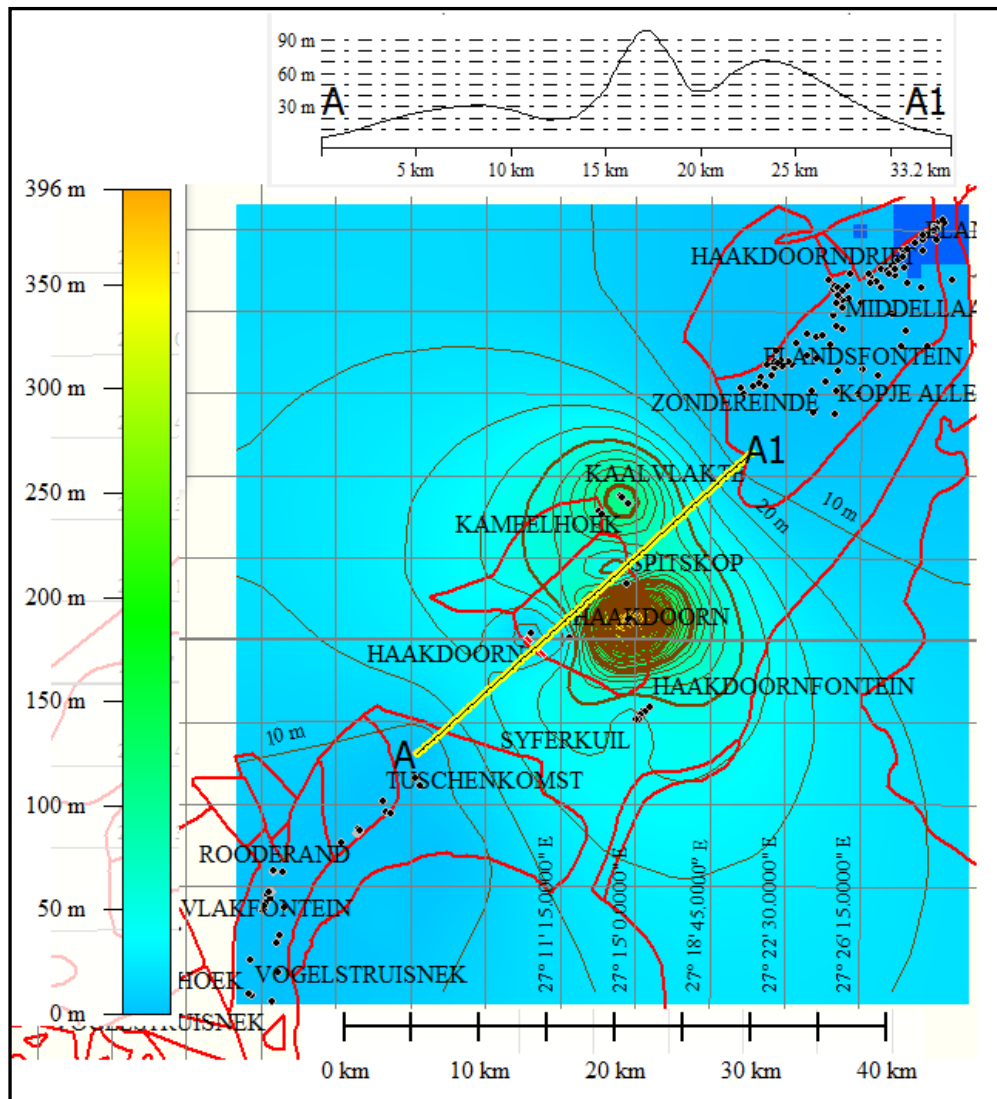 90 m
60 m
30 m
A
A1
5 km
10 km
15 km
20 km
25 km
33.2 km
396 m
350 m
300 m
250 m
200 m
150 m
100 m
50 m
0 m
ELAN
HAAKDOORNDRIFT
MIDDELLAA
ELANDSFONTEIN
ZONDEREINDE
KOPJE ALLE
A1
KAALVLAKTE
10 m
20 m
KAMEELHOEK
SPITSKOP
HAAKDOORN
HAAKDOORN
HAAKDOORNFONTEIN
SYFERKUIL
10 m
A
TUSCHENKOMST
ROODERAND
VLAKFONTEIN
HOEK
VOGELSTRUISNEK
27° 11' 15.0000" E
27° 15' 0.0000" E
27° 18' 45.0000" E
27° 22' 30.0000" E
27° 26' 15.0000" E
0 km
10 km
20 km
30 km
40 km